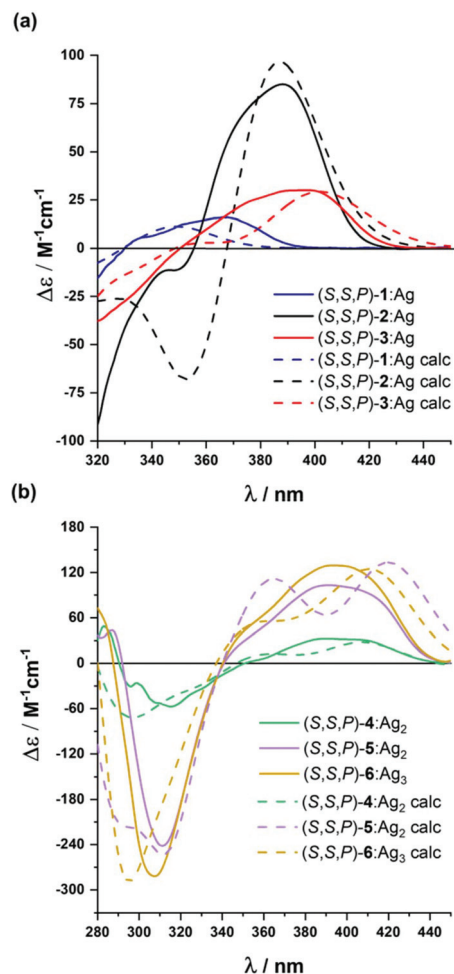 (a)
100
75
50
25
0
-25
-50
-75
-100
Δε / M⁻¹cm⁻¹
(S,S,P)-1:Ag
(S,S,P)-2:Ag
(S,S,P)-3:Ag
(S,S,P)-1:Ag calc
(S,S,P)-2:Ag calc
(S,S,P)-3:Ag calc
320 340 360 380 400 420 440
λ / nm
(b)
180
120
60
0
-60
-120
-180
-240
-300
Δε / M⁻¹cm⁻¹
(S,S,P)-4:Ag₂
(S,S,P)-5:Ag₂
(S,S,P)-6:Ag₃
(S,S,P)-4:Ag₂ calc
(S,S,P)-5:Ag₂ calc
(S,S,P)-6:Ag₃ calc
280 300 320 340 360 380 400 420 440
λ / nm